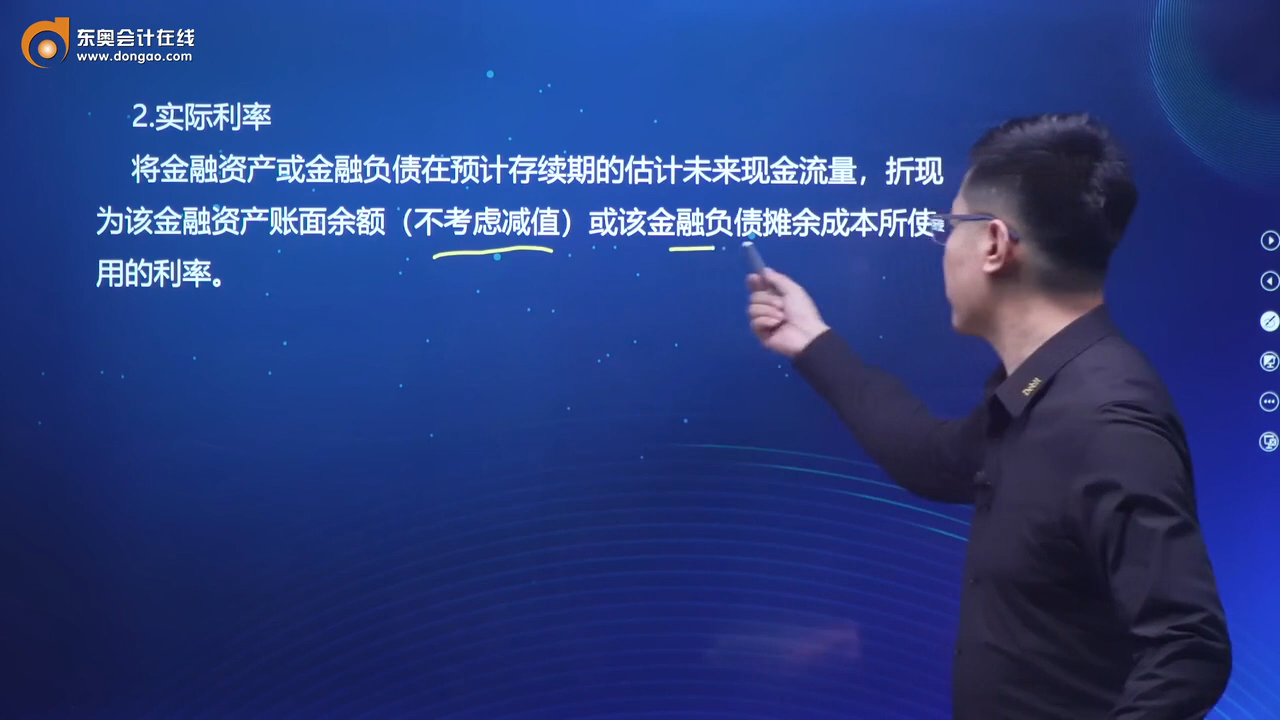 东奥会计在线
www.dongao.com
2.实际利率
将金融资产或金融负债在预计存续期的估计未来现金流量，折现
为该金融资产账面余额（不考虑减值）或该金融负债摊余成本所使
用的利率。
Debit